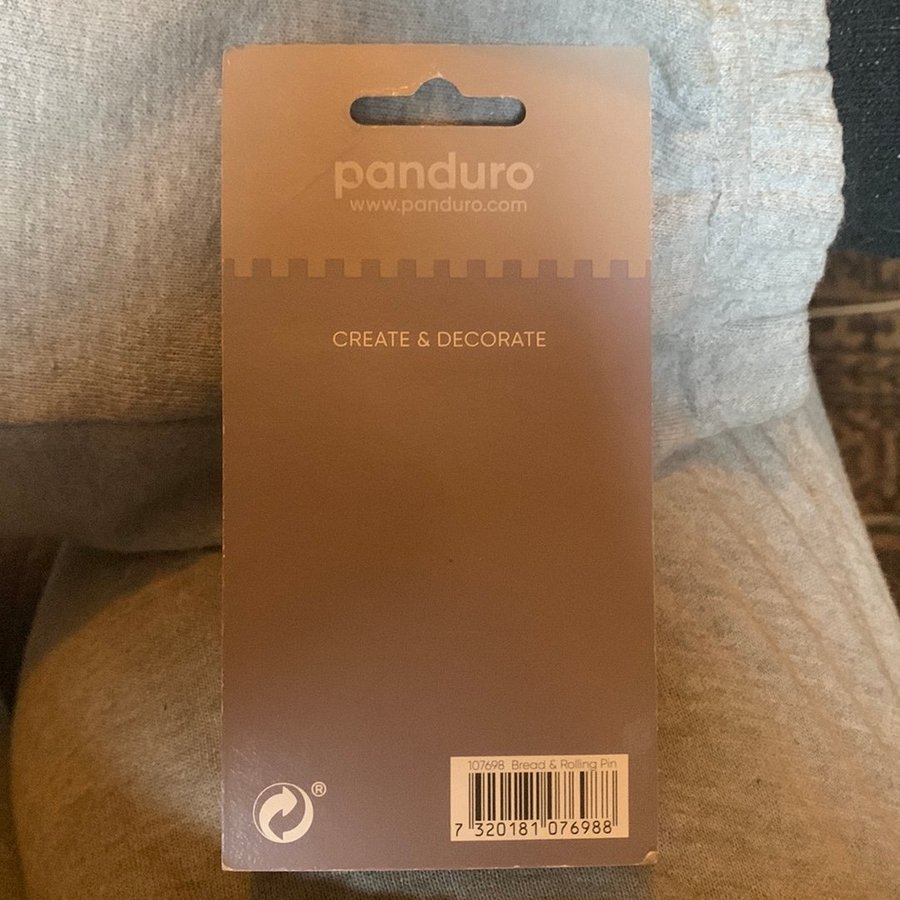 panduro
www.panduro.com
CREATE & DECORATE
®
107698 Bread & Rolling Pin
7 320181 076988